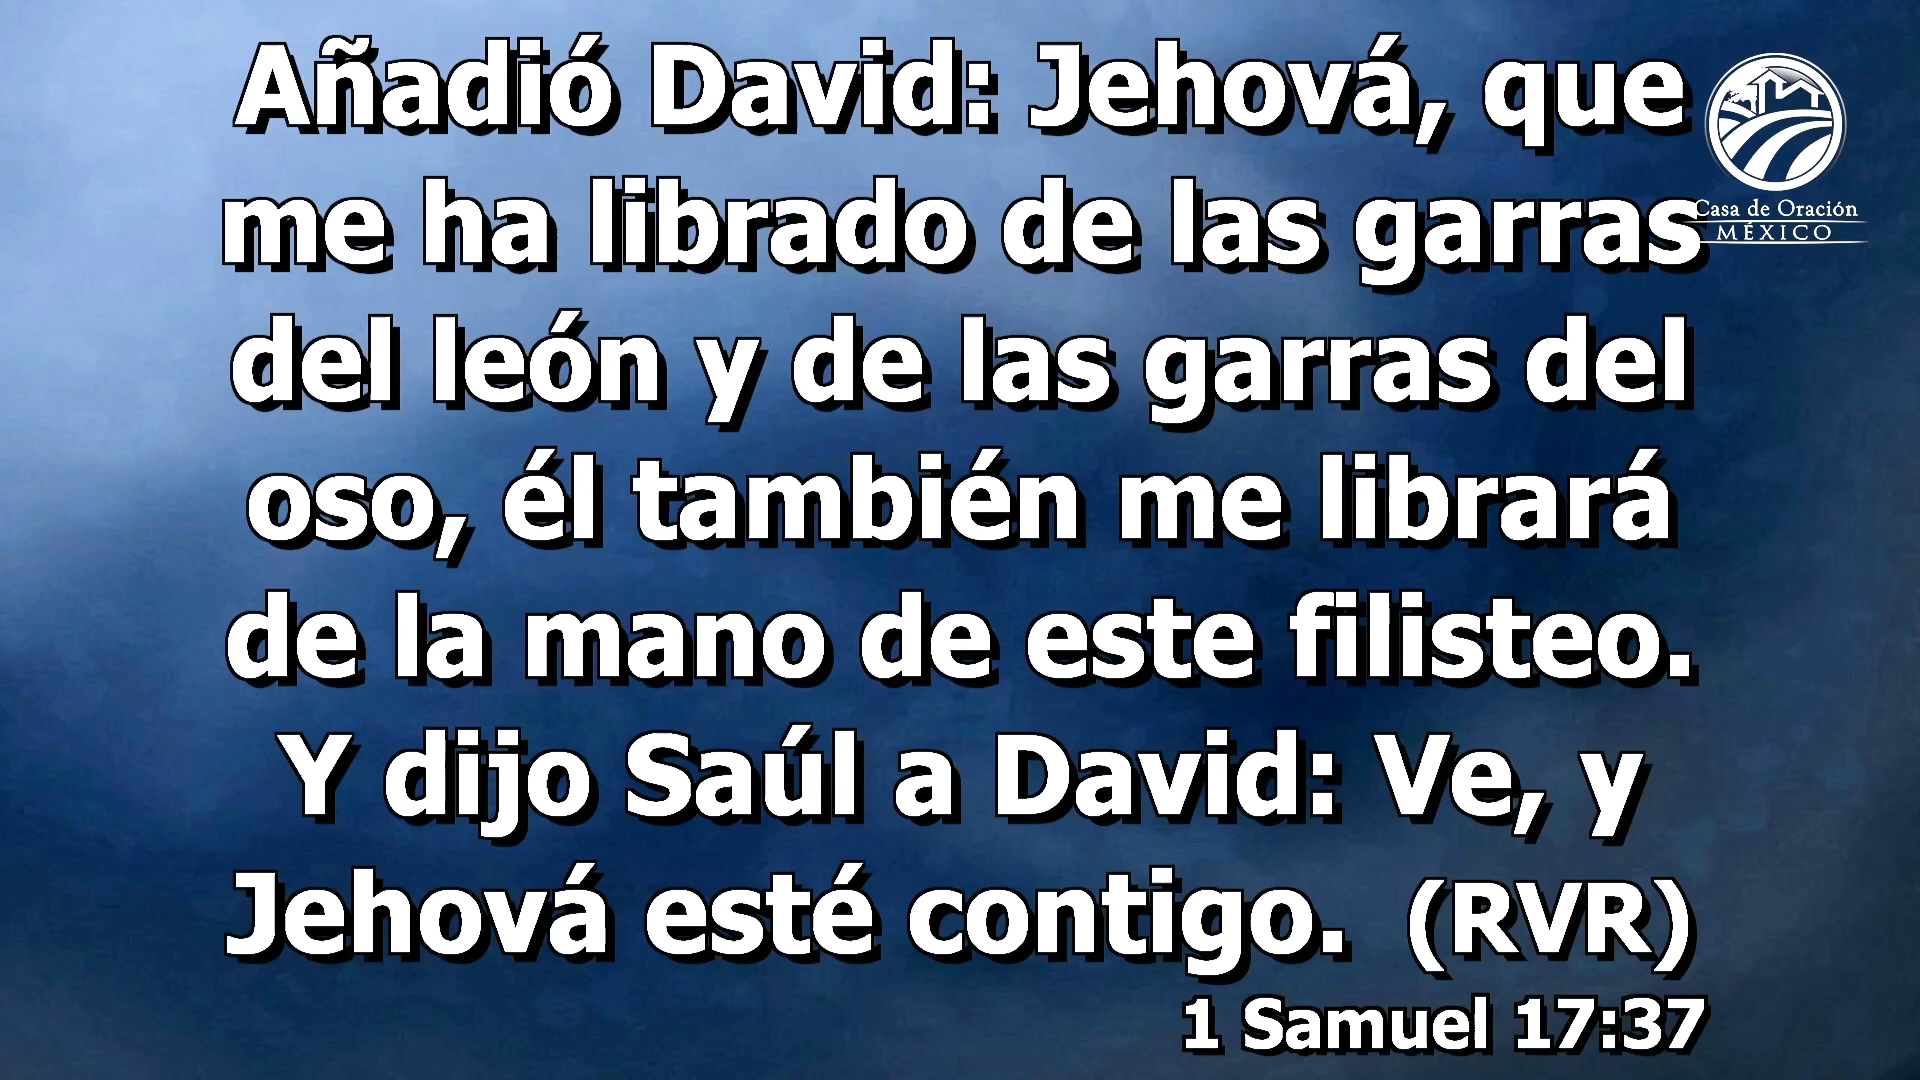 Añadió David: Jehová, que
me ha librado de las garras
del león y de las garras del
oso, él también me librará
de la mano de este filisteo.
Y dijo Saúl a David: Ve, y
Jehová esté contigo. (RVR)
1 Samuel 17:37
Casa de Oración
MÉXICO